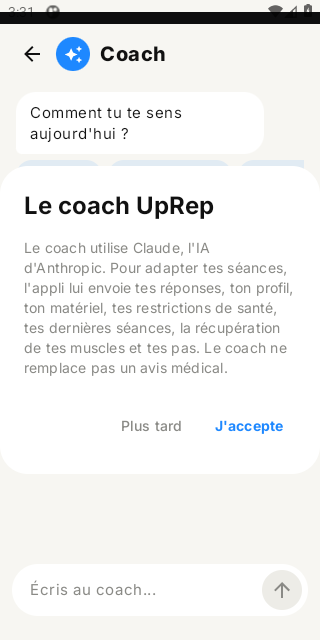 3:31
Coach
Comment tu te sens
aujourd'hui ?
Le coach UpRep
Le coach utilise Claude, l'IA
d'Anthropic. Pour adapter tes séances,
l'appli lui envoie tes réponses, ton profil,
ton matériel, tes restrictions de santé,
tes dernières séances, la récupération
de tes muscles et tes pas. Le coach ne
remplace pas un avis médical.
Plus tard
J'accepte
Écris au coach...